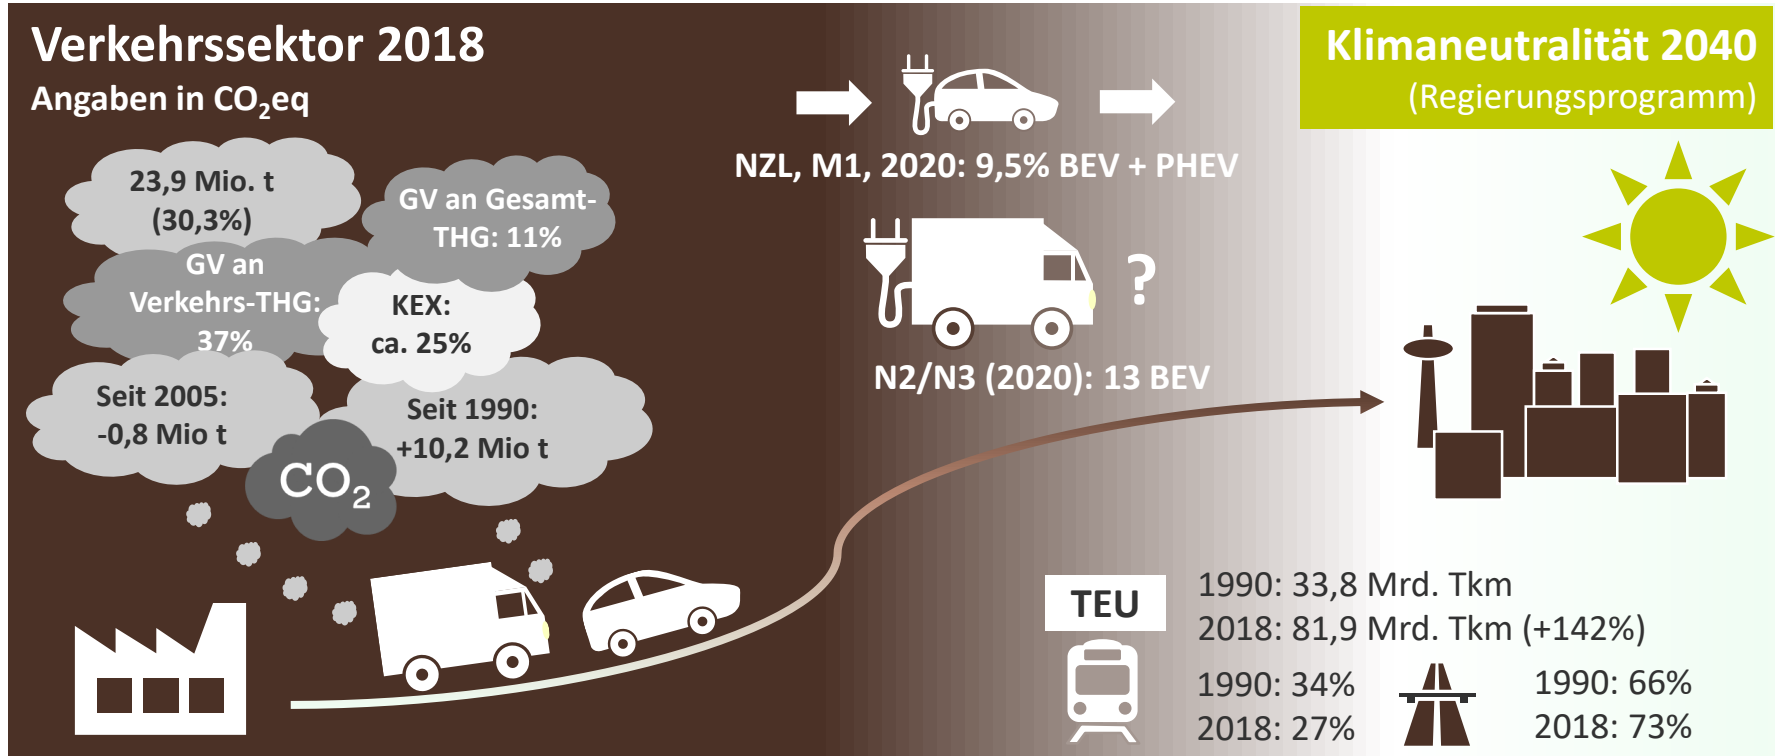 Verkehrssektor 2018
Angaben in CO₂eq
23,9 Mio. t
(30,3%)
GV an Gesamt-
THG: 11%
GV an
Verkehrs-THG:
37%
KEX:
ca. 25%
Seit 2005:
-0,8 Mio t
Seit 1990:
+10,2 Mio t
CO₂
NZL, M1, 2020: 9,5% BEV + PHEV
?
N2/N3 (2020): 13 BEV
Klimaneutralität 2040
(Regierungsprogramm)
TEU
1990: 33,8 Mrd. Tkm
2018: 81,9 Mrd. Tkm (+142%)
1990: 34%
2018: 27%
1990: 66%
2018: 73%